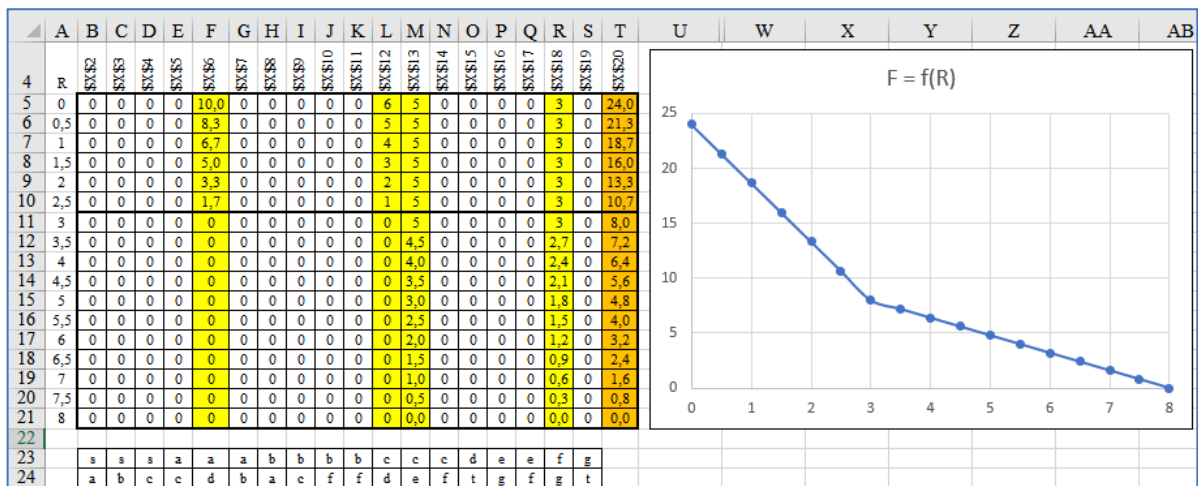 A B C D E F G H I J K L M N O P Q R S T U W X Y Z AA AB
4 R $X$2 $X$3 $X$4 $X$5 $X$6 $X$7 $X$8 $X$9 $X$10 $X$11 $X$12 $X$13 $X$14 $X$15 $X$16 $X$17 $X$18 $X$19 $X$20
5 0 0 0 0 0 10,0 0 0 0 0 0 6 5 0 0 0 0 3 0 24,0
6 0,5 0 0 0 0 8,3 0 0 0 0 0 5 5 0 0 0 0 3 0 21,3
7 1 0 0 0 0 6,7 0 0 0 0 0 4 5 0 0 0 0 3 0 18,7
8 1,5 0 0 0 0 5,0 0 0 0 0 0 3 5 0 0 0 0 3 0 16,0
9 2 0 0 0 0 3,3 0 0 0 0 0 2 5 0 0 0 0 3 0 13,3
10 2,5 0 0 0 0 1,7 0 0 0 0 0 1 5 0 0 0 0 3 0 10,7
11 3 0 0 0 0 0 0 0 0 0 0 0 5 0 0 0 0 3 0 8,0
12 3,5 0 0 0 0 0 0 0 0 0 0 0 4,5 0 0 0 0 2,7 0 7,2
13 4 0 0 0 0 0 0 0 0 0 0 0 4,0 0 0 0 0 2,4 0 6,4
14 4,5 0 0 0 0 0 0 0 0 0 0 0 3,5 0 0 0 0 2,1 0 5,6
15 5 0 0 0 0 0 0 0 0 0 0 0 3,0 0 0 0 0 1,8 0 4,8
16 5,5 0 0 0 0 0 0 0 0 0 0 0 2,5 0 0 0 0 1,5 0 4,0
17 6 0 0 0 0 0 0 0 0 0 0 0 2,0 0 0 0 0 1,2 0 3,2
18 6,5 0 0 0 0 0 0 0 0 0 0 0 1,5 0 0 0 0 0,9 0 2,4
19 7 0 0 0 0 0 0 0 0 0 0 0 1,0 0 0 0 0 0,6 0 1,6
20 7,5 0 0 0 0 0 0 0 0 0 0 0 0,5 0 0 0 0 0,3 0 0,8
21 8 0 0 0 0 0 0 0 0 0 0 0 0,0 0 0 0 0 0,0 0 0,0
22
23 s s s a a a b b b b c c c d e e f g
24 a b c c d b a c f f d e f t g f g t
F = f(R)
25
20
15
10
5
0
0 1 2 3 4 5 6 7 8